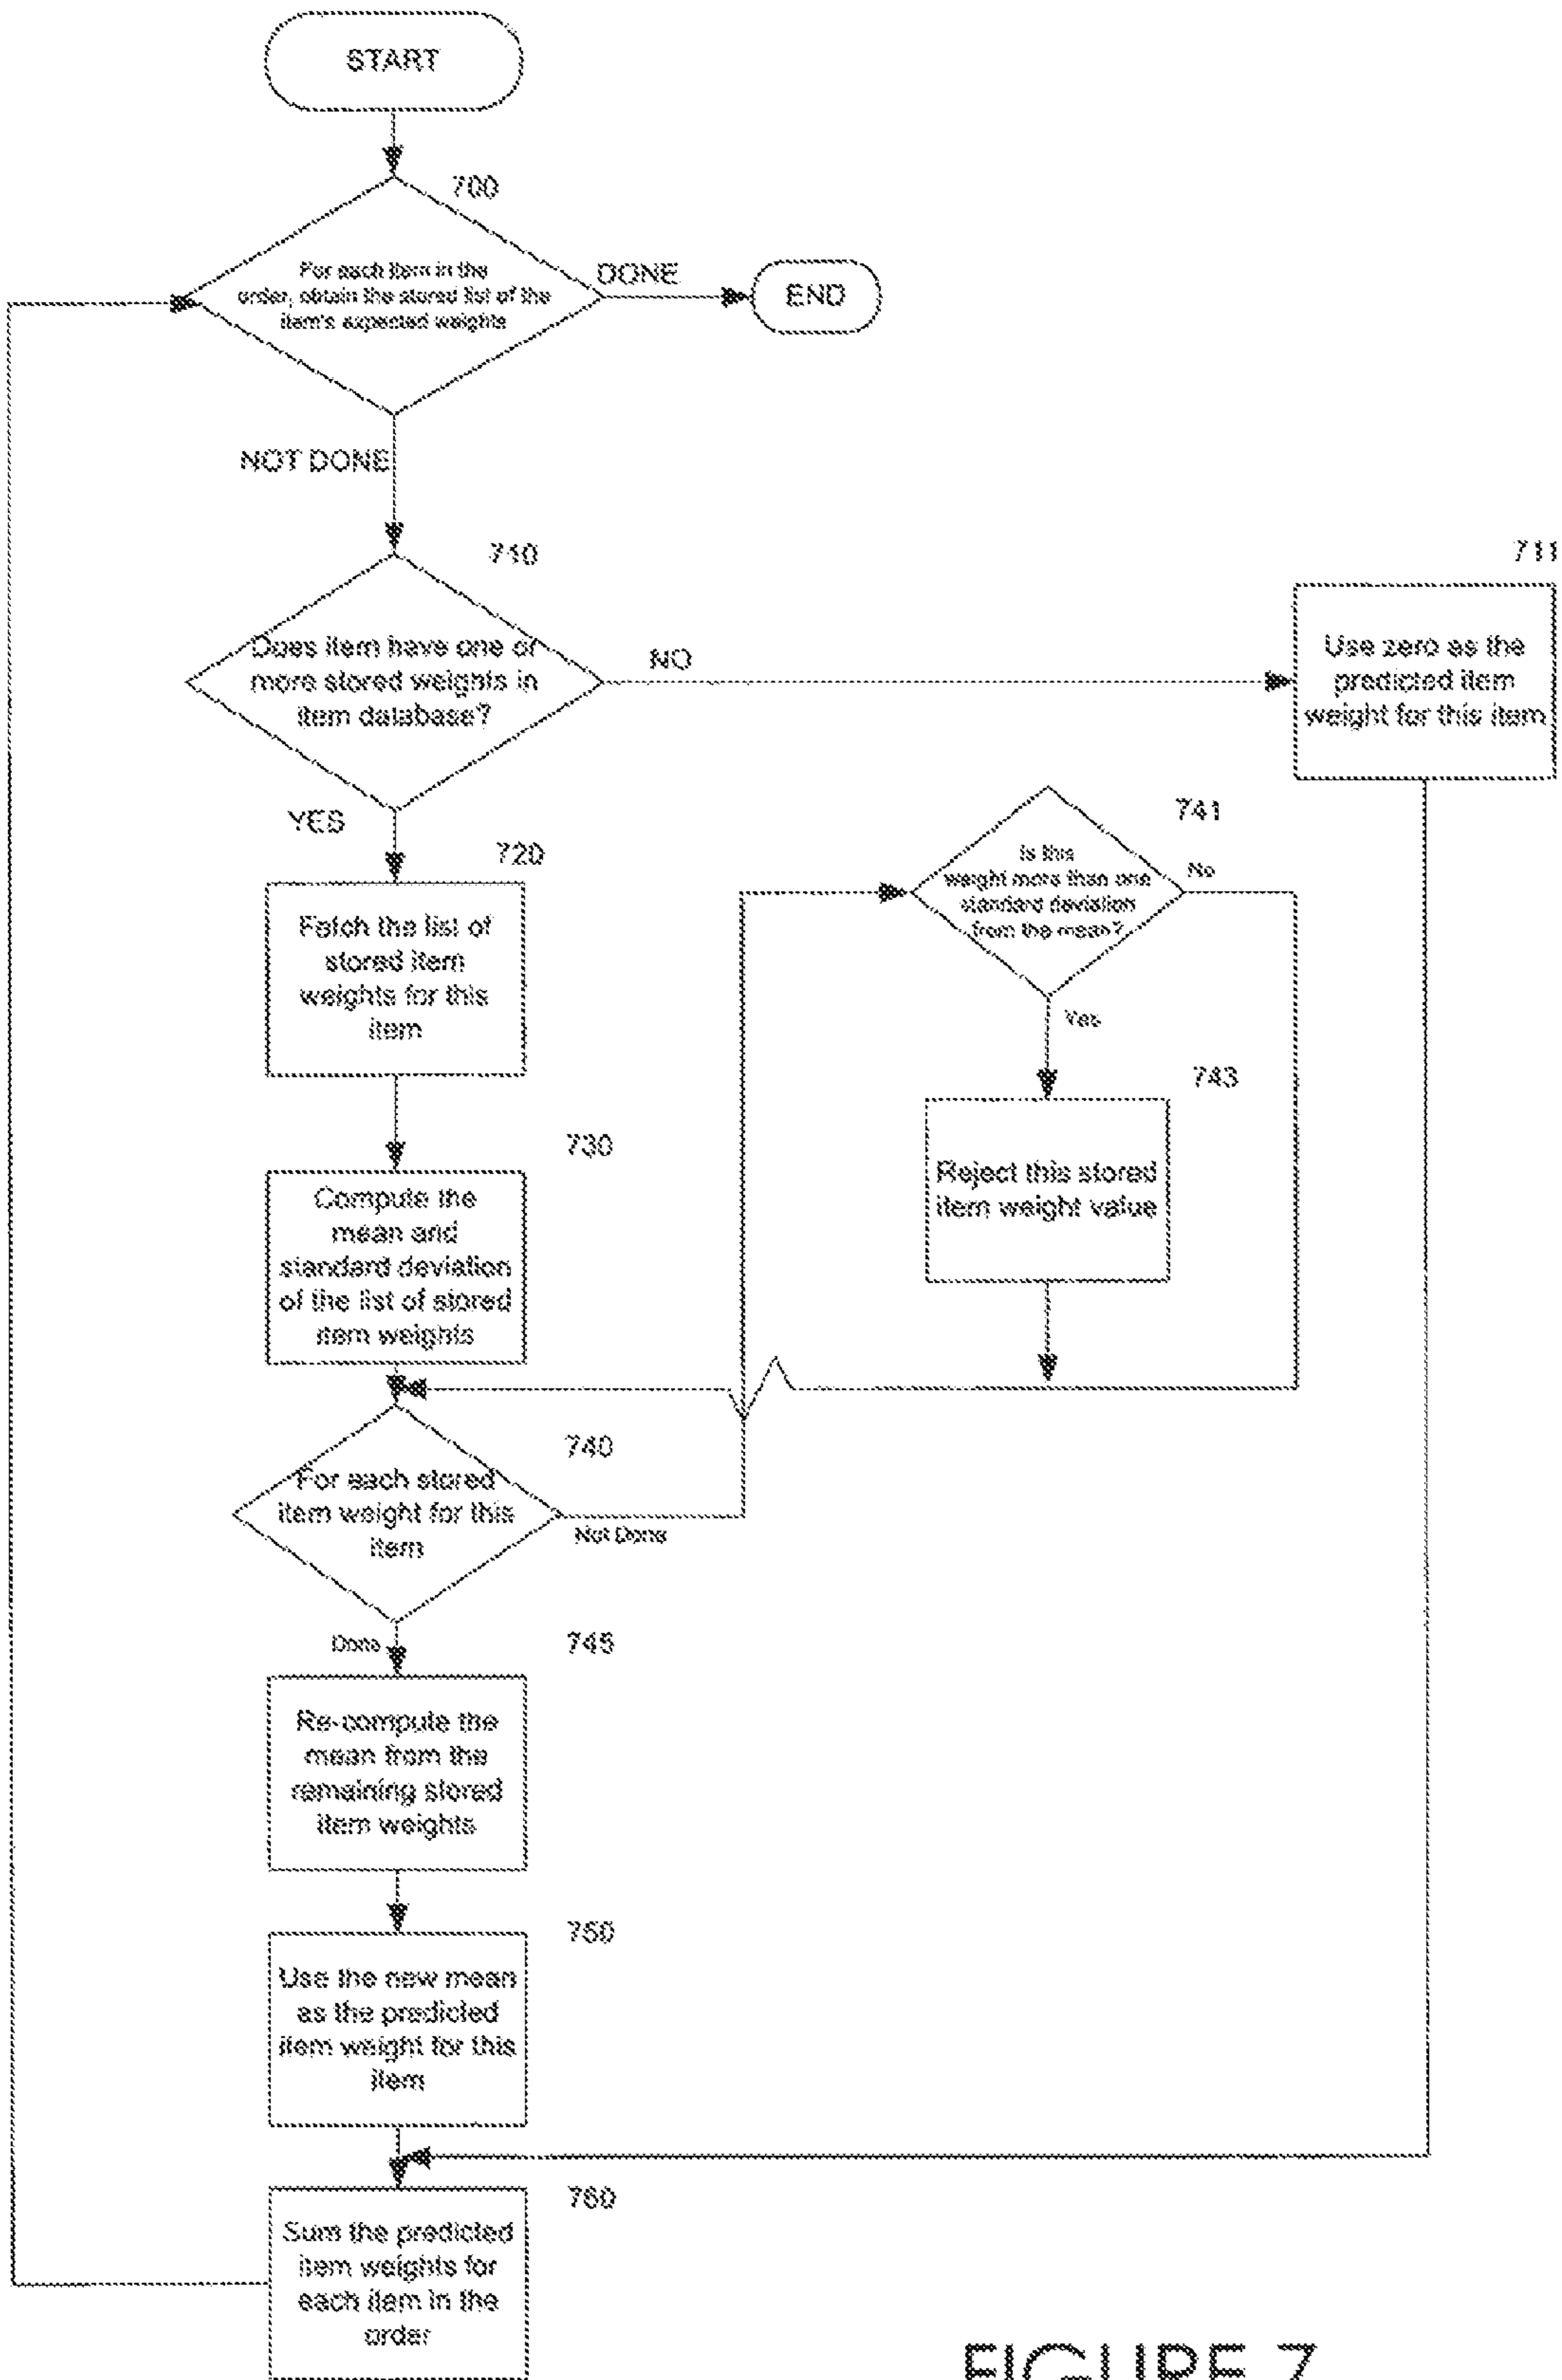 START
700
For each item in the
order, obtain the stored list of the
item's expected weights
DONE
END
NOT DONE
710
Does item have one or
more stored weights in
item database?
NO
711
Use zero as the
predicted item
weight for this item
YES
720
Fetch the list of
stored item
weights for this
item
741
Is this
weight more than one
standard deviation
from the mean?
No
Yes
743
Reject this stored
item weight value
730
Compute the
mean and
standard deviation
of the list of stored
item weights
740
For each stored
item weight for this
item
Not Done
Done
745
Re-compute the
mean from the
remaining stored
item weights
750
Use the new mean
as the predicted
item weight for this
item
760
Sum the predicted
item weights for
each item in the
order
FIGURE 7